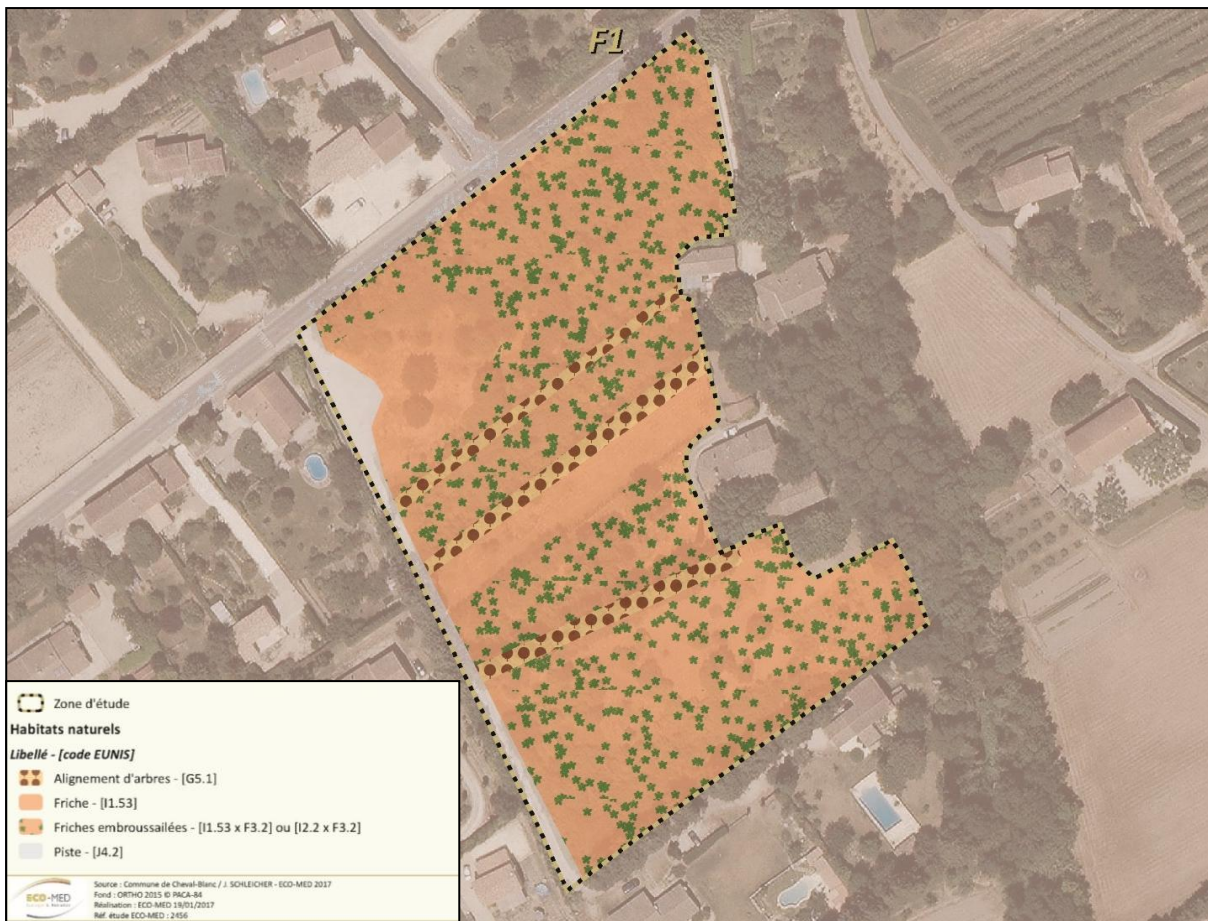 F1
Zone d'étude
Habitats naturels
Libellé - [code EUNIS]
Alignement d'arbres - [G5.1]
Friche - [I1.53]
Friches embroussailées - [I1.53 x F3.2] ou [I2.2 x F3.2]
Piste - [J4.2]
ECO-MED
Source : Commune de Cheval-Blanc / J. SCHLEICHER - ECO-MED 2017
Fond : ORTHO 2015 © PACA-84
Réalisation : ECO-MED 19/01/2017
Réf. étude ECO-MED : 2456